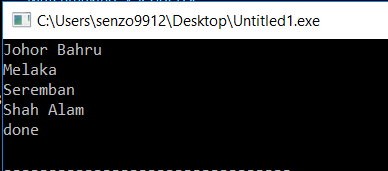 C:\Users\senzo9912\Desktop\Untitled1.exe
Johor Bahru
Melaka
Seremban
Shah Alam
done
--------------------------------